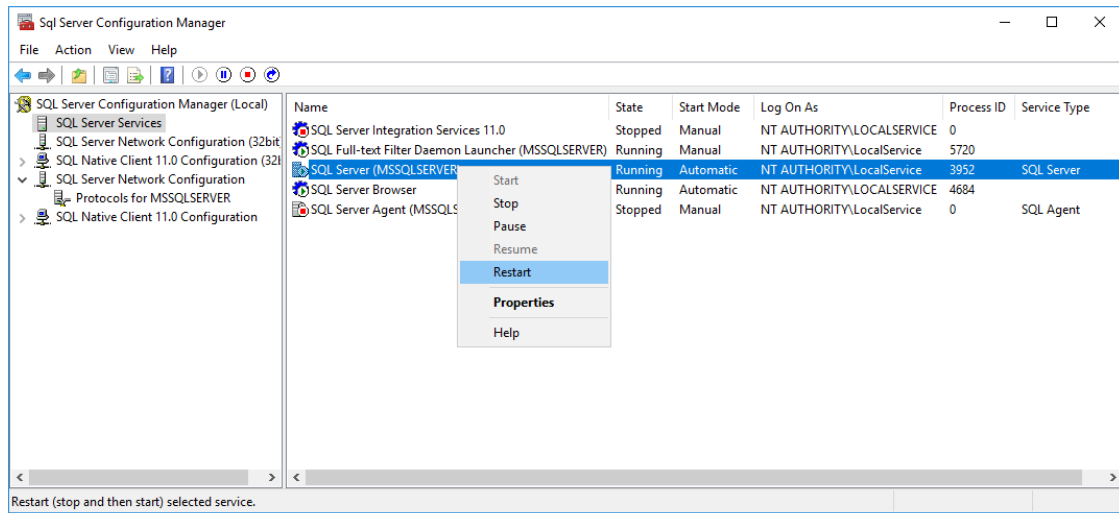 Sql Server Configuration Manager
File Action View Help
SQL Server Configuration Manager (Local)
SQL Server Services
SQL Server Network Configuration (32bit
SQL Native Client 11.0 Configuration (32b
SQL Server Network Configuration
Protocols for MSSQLSERVER
SQL Native Client 11.0 Configuration
Name State Start Mode Log On As Process ID Service Type
SQL Server Integration Services 11.0 Stopped Manual NT AUTHORITY\LOCALSERVICE 0
SQL Full-text Filter Daemon Launcher (MSSQLSERVER) Running Manual NT AUTHORITY\LocalService 5720
SQL Server (MSSQLSERVER) Running Automatic NT AUTHORITY\LocalService 3952 SQL Server
SQL Server Browser Running Automatic NT AUTHORITY\LOCALSERVICE 4684
SQL Server Agent (MSSQLS Stopped Manual NT AUTHORITY\LocalService 0 SQL Agent
Start
Stop
Pause
Resume
Restart
Properties
Help
Restart (stop and then start) selected service.